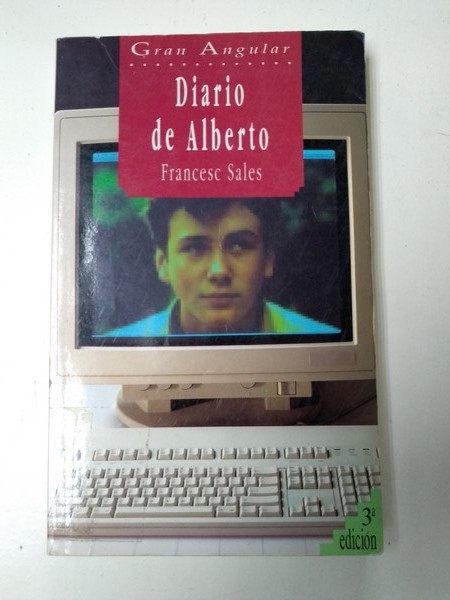 Gran Angular
Diario
de Alberto
Francesc Sales
3ª
edición